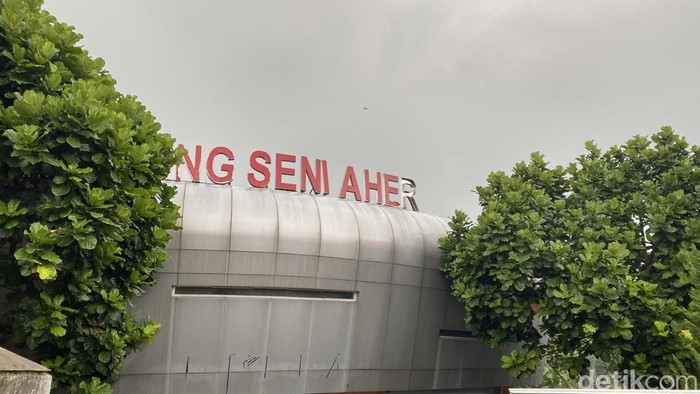 NG SENI AHER
detikcom